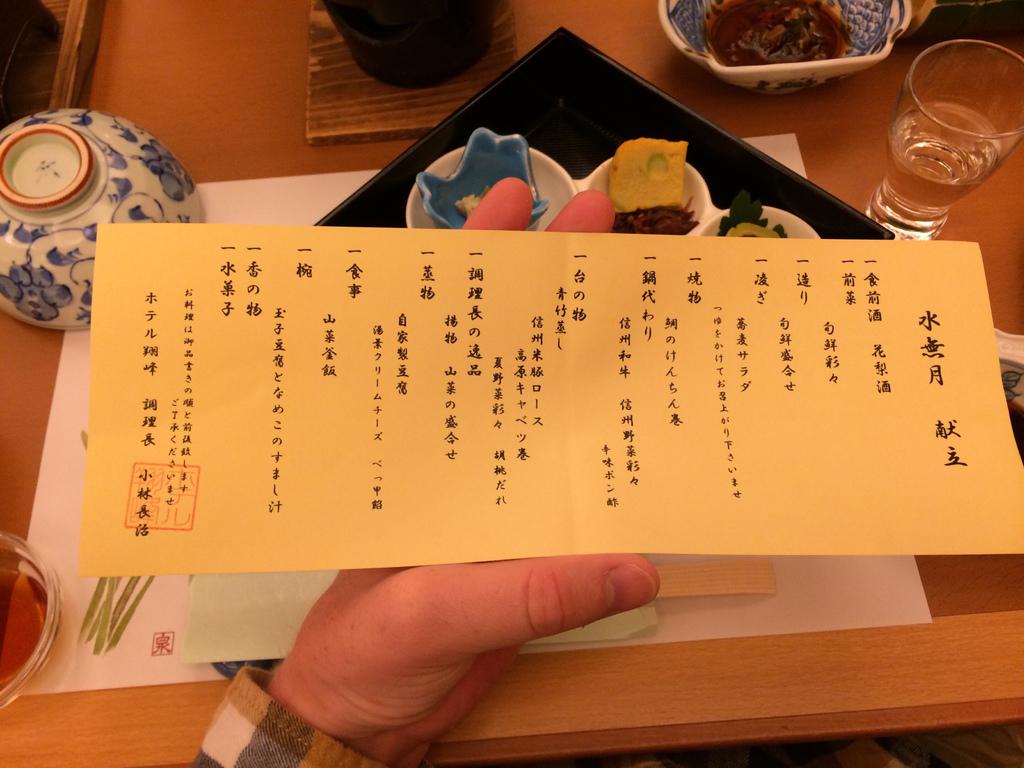 水無月　献立
一 食前酒　花梨酒
一 前菜　旬鮮彩々
一 造り　旬鮮盛合せ
一 凌ぎ　蕎麦サラダ
つゆをかけてお召上がり下さいませ
一 焼物　鯛のけんちん巻
一 鍋代わり　信州和牛　信州野菜彩々
辛味ポン酢
一 台の物
青竹蒸し　信州米豚ロース
高原キャベツ巻
夏野菜彩々　胡桃だれ
一 調理長の逸品
揚物　山菜の盛合せ
一 蒸物　自家製豆腐
湯葉クリームチーズ　べっ甲餡
一 食事　山菜釜飯
一 椀　玉子豆腐となめこのすまし汁
一 香の物
一 水菓子
お料理は御品書きの順と前後致します
ご了承くださいませ
ホテル翔峰　調理長　小林長治
泉